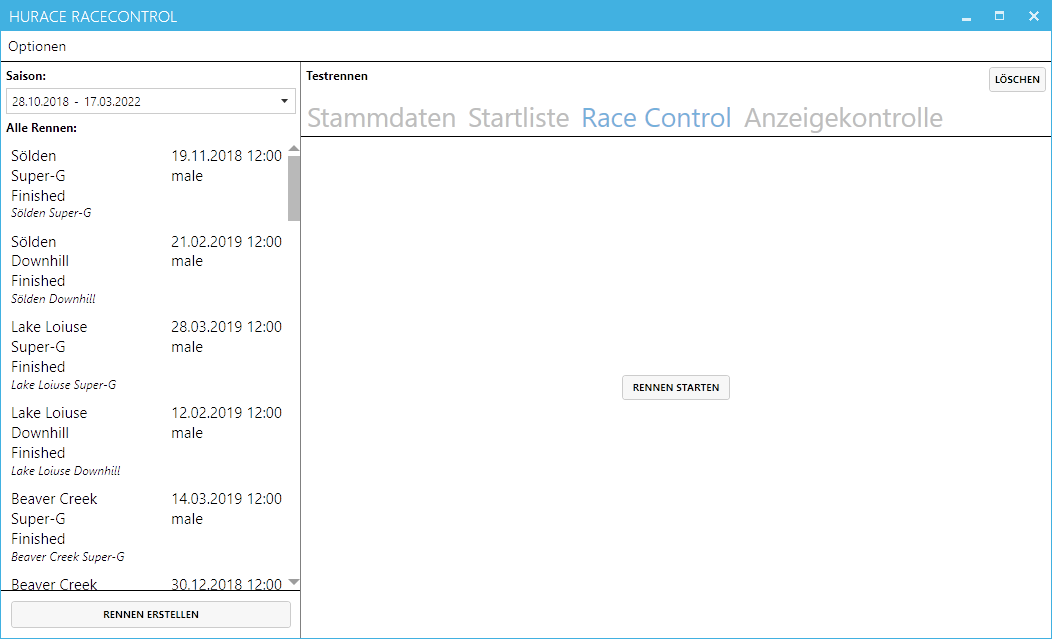 HURACE RACECONTROL
Optionen
Saison:
28.10.2018 - 17.03.2022
Alle Rennen:
Sölden 19.11.2018 12:00
Super-G male
Finished
Sölden Super-G
Sölden 21.02.2019 12:00
Downhill male
Finished
Sölden Downhill
Lake Loiuse 28.03.2019 12:00
Super-G male
Finished
Lake Loiuse Super-G
Lake Loiuse 12.02.2019 12:00
Downhill male
Finished
Lake Loiuse Downhill
Beaver Creek 14.03.2019 12:00
Super-G male
Finished
Beaver Creek Super-G
Beaver Creek 30.12.2018 12:00
RENNEN ERSTELLEN
Testrennen
LÖSCHEN
Stammdaten Startliste Race Control Anzeigekontrolle
RENNEN STARTEN